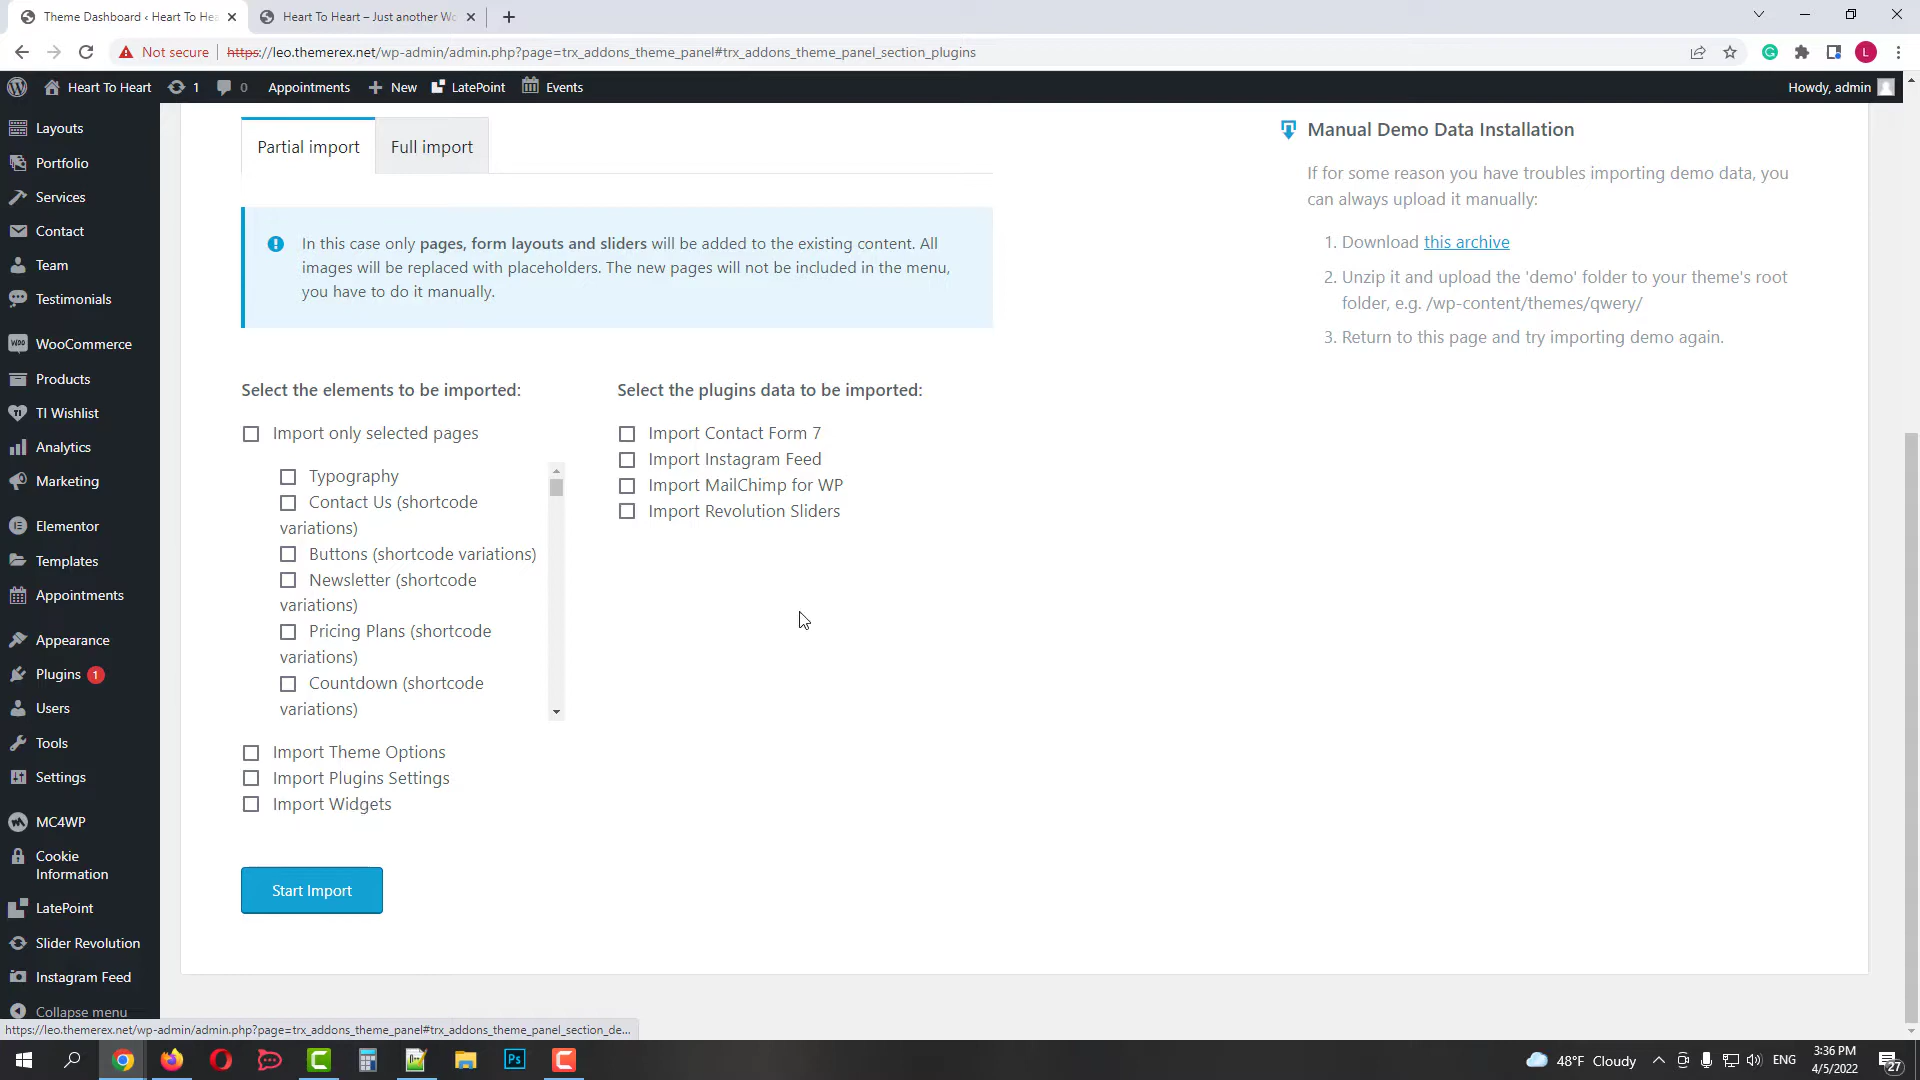 Theme Dashboard ‹ Heart To He
Heart To Heart – Just another Wo
Not secure
https://leo.themerex.net/wp-admin/admin.php?page=trx_addons_theme_panel#trx_addons_theme_panel_section_plugins
L
Heart To Heart
1
0
Appointments
New
LatePoint
Events
Howdy, admin
Layouts
Portfolio
Services
Contact
Team
Testimonials
WooCommerce
Products
TI Wishlist
Analytics
Marketing
Elementor
Templates
Appointments
Appearance
Plugins 1
Users
Tools
Settings
MC4WP
Cookie
Information
LatePoint
Slider Revolution
Instagram Feed
Collapse menu
Partial import
Full import
In this case only pages, form layouts and sliders will be added to the existing content. All
images will be replaced with placeholders. The new pages will not be included in the menu,
you have to do it manually.
Select the elements to be imported:
Import only selected pages
Typography
Contact Us (shortcode
variations)
Buttons (shortcode variations)
Newsletter (shortcode
variations)
Pricing Plans (shortcode
variations)
Countdown (shortcode
variations)
Import Theme Options
Import Plugins Settings
Import Widgets
Start Import
Select the plugins data to be imported:
Import Contact Form 7
Import Instagram Feed
Import MailChimp for WP
Import Revolution Sliders
Manual Demo Data Installation
If for some reason you have troubles importing demo data, you
can always upload it manually:
1. Download this archive
2. Unzip it and upload the 'demo' folder to your theme's root
folder, e.g. /wp-content/themes/qwery/
3. Return to this page and try importing demo again.
https://leo.themerex.net/wp-admin/admin.php?page=trx_addons_theme_panel#trx_addons_theme_panel_section_de...
Ps
48°F Cloudy
ENG
3:36 PM
4/5/2022
27